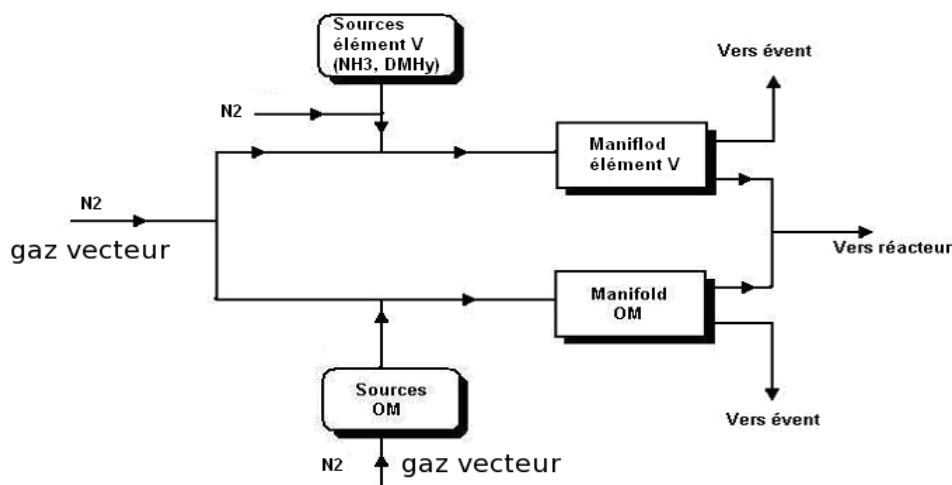 Sources
élément V
(NH3, DMHy)
Vers évent
N2
Maniflod
élément V
N2
gaz vecteur
Vers réacteur
Manifold
OM
Sources
OM
Vers évent
N2
gaz vecteur